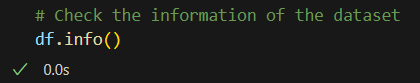 # Check the information of the dataset
df.info()
0.0s